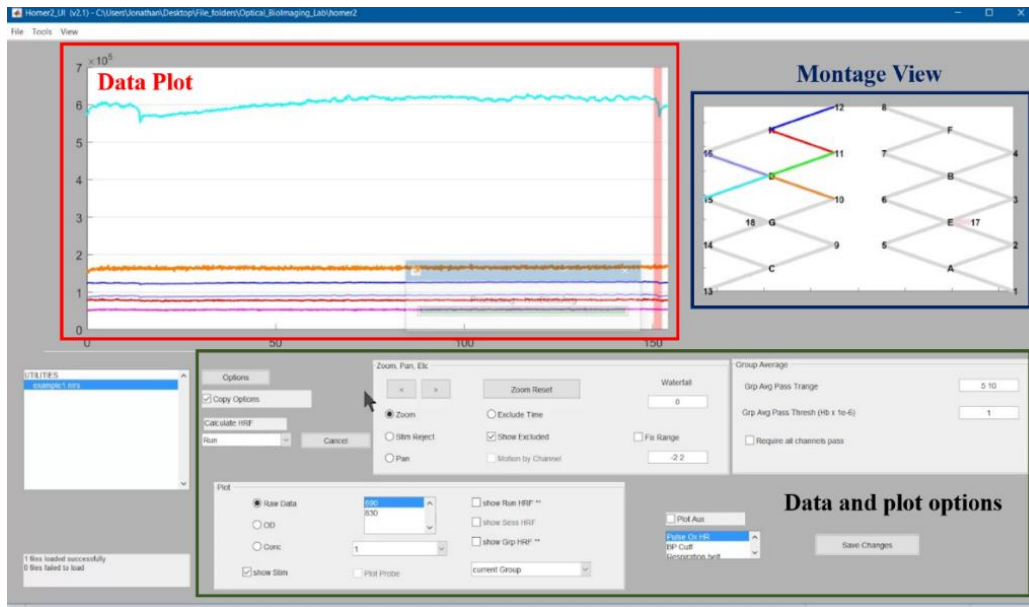 Homer2_UI (v2.1) - C:\Users\Jonathan\Desktop\File_folders\Optical_BioImaging_Lab\homer2
File Tools View
Data Plot
× 10⁵
7
6
5
4
3
2
1
0
0 50 100 150
Montage View
12 8
K F
16 11 7 4
D B
15 10 6 3
18 G E 17
14 9 5 2
C A
13 1
UTILITIES
example1.nirs
1 files loaded successfully
0 files failed to load
Options
Copy Options
Calculate HRF
Run Cancel
Zoom, Pan, Etc
< > Zoom Reset Waterfall
0
Zoom Exclude Time
Stim Reject Show Excluded Fix Range
Pan Motion by Channel -2 2
Group Average
Grp Avg Pass Trange 5 10
Grp Avg Pass Thresh (Hb x 1e-6) 1
Require all channels pass
Plot
Raw Data 690 show Run HRF **
830
OD show Sess HRF
Conc 1 show Grp HRF **
show Stim Plot Probe current Group
Plot Aux
Pulse Ox HR
BP Cuff
Respiration belt
Data and plot options
Save Changes